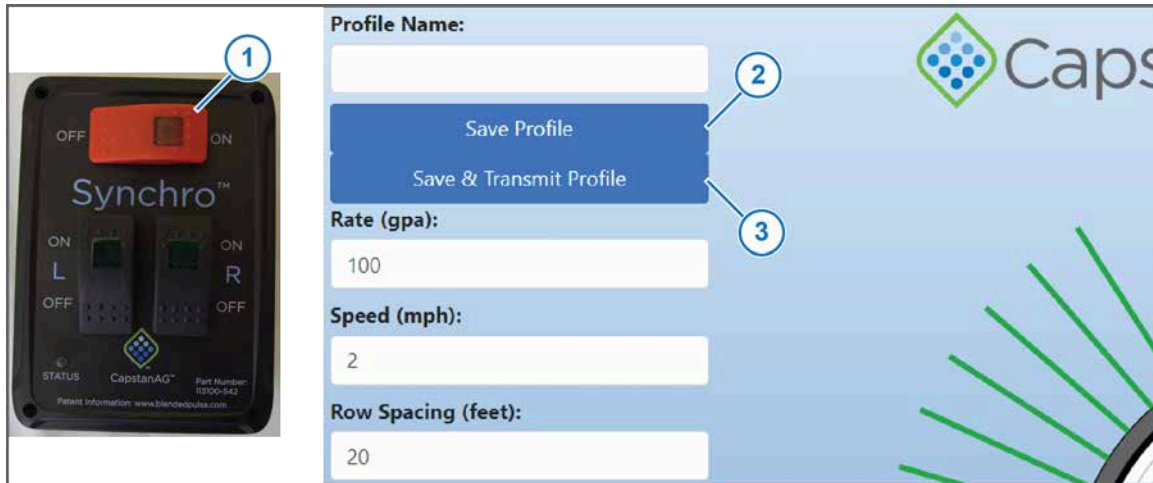 1
OFF
ON
Synchro™
ON
ON
L
R
OFF
OFF
STATUS
CapstanAG™
Part Number:
113100-542
Patent Information: www.blendedpulse.com
Profile Name:
2
Save Profile
Save & Transmit Profile
3
Rate (gpa):
100
Speed (mph):
2
Row Spacing (feet):
20
Caps